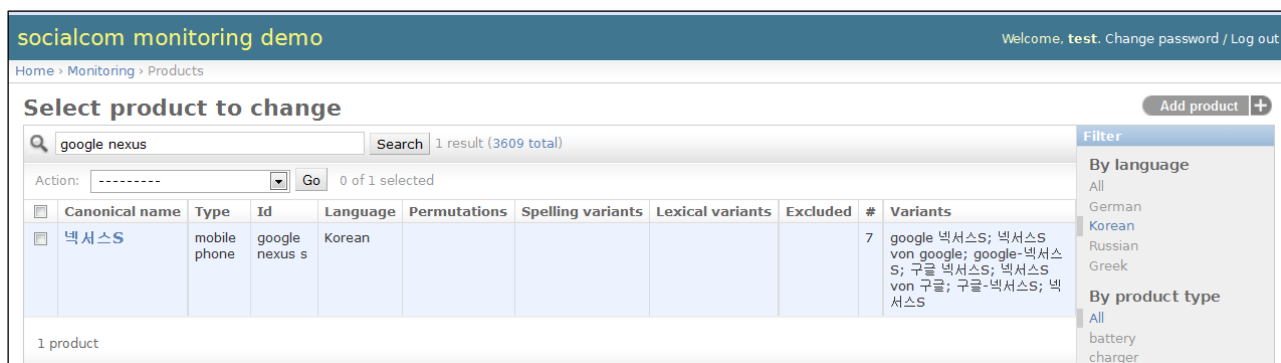 socialcom monitoring demo
Welcome, test. Change password / Log out
Home › Monitoring › Products
Select product to change
Add product +
google nexus
Search
1 result (3609 total)
Action:
---------
Go
0 of 1 selected
Canonical name Type Id Language Permutations Spelling variants Lexical variants Excluded # Variants
넥서스S
mobile
phone
google
nexus s
Korean
7
google 넥서스S; 넥서스S
von google; google-넥서스
S; 구글 넥서스S; 넥서스S
von 구글; 구글-넥서스S; 넥
서스S
1 product
Filter
By language
All
German
Korean
Russian
Greek
By product type
All
battery
charger